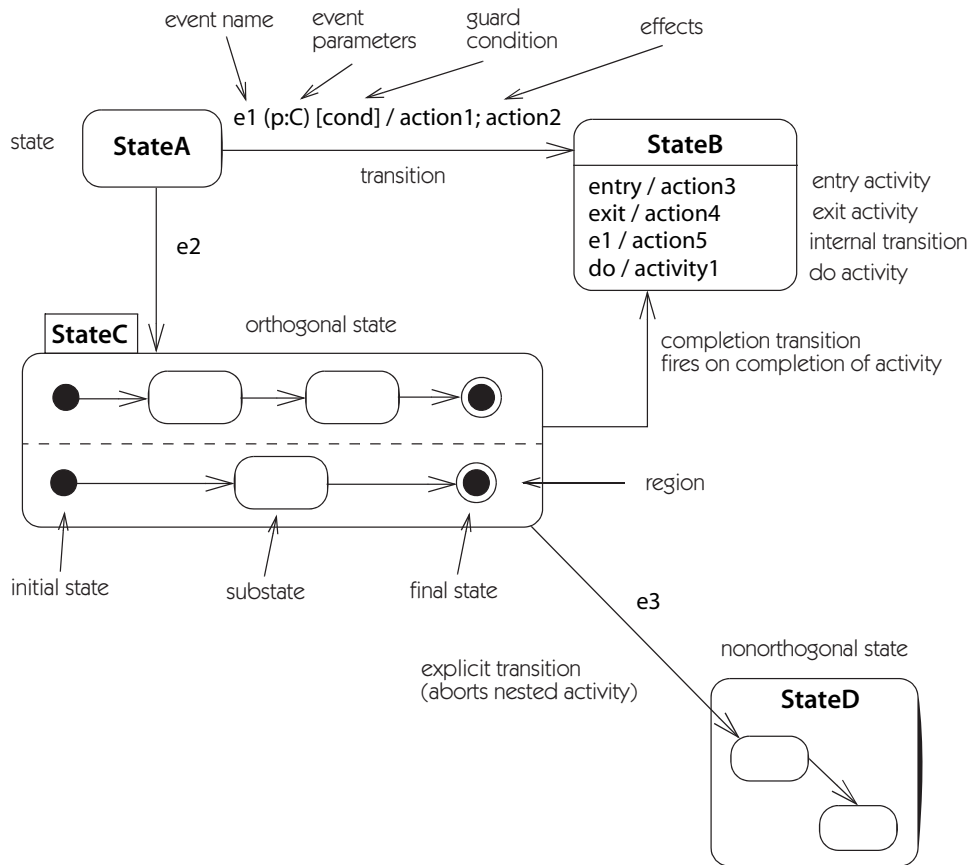 event name
event
parameters
guard
condition
effects
e1 (p:C) [cond] / action1; action2
state
StateA
transition
StateB
entry / action3
exit / action4
e1 / action5
do / activity1
entry activity
exit activity
internal transition
do activity
e2
StateC
orthogonal state
completion transition
fires on completion of activity
region
initial state
substate
final state
e3
explicit transition
(aborts nested activity)
nonorthogonal state
StateD